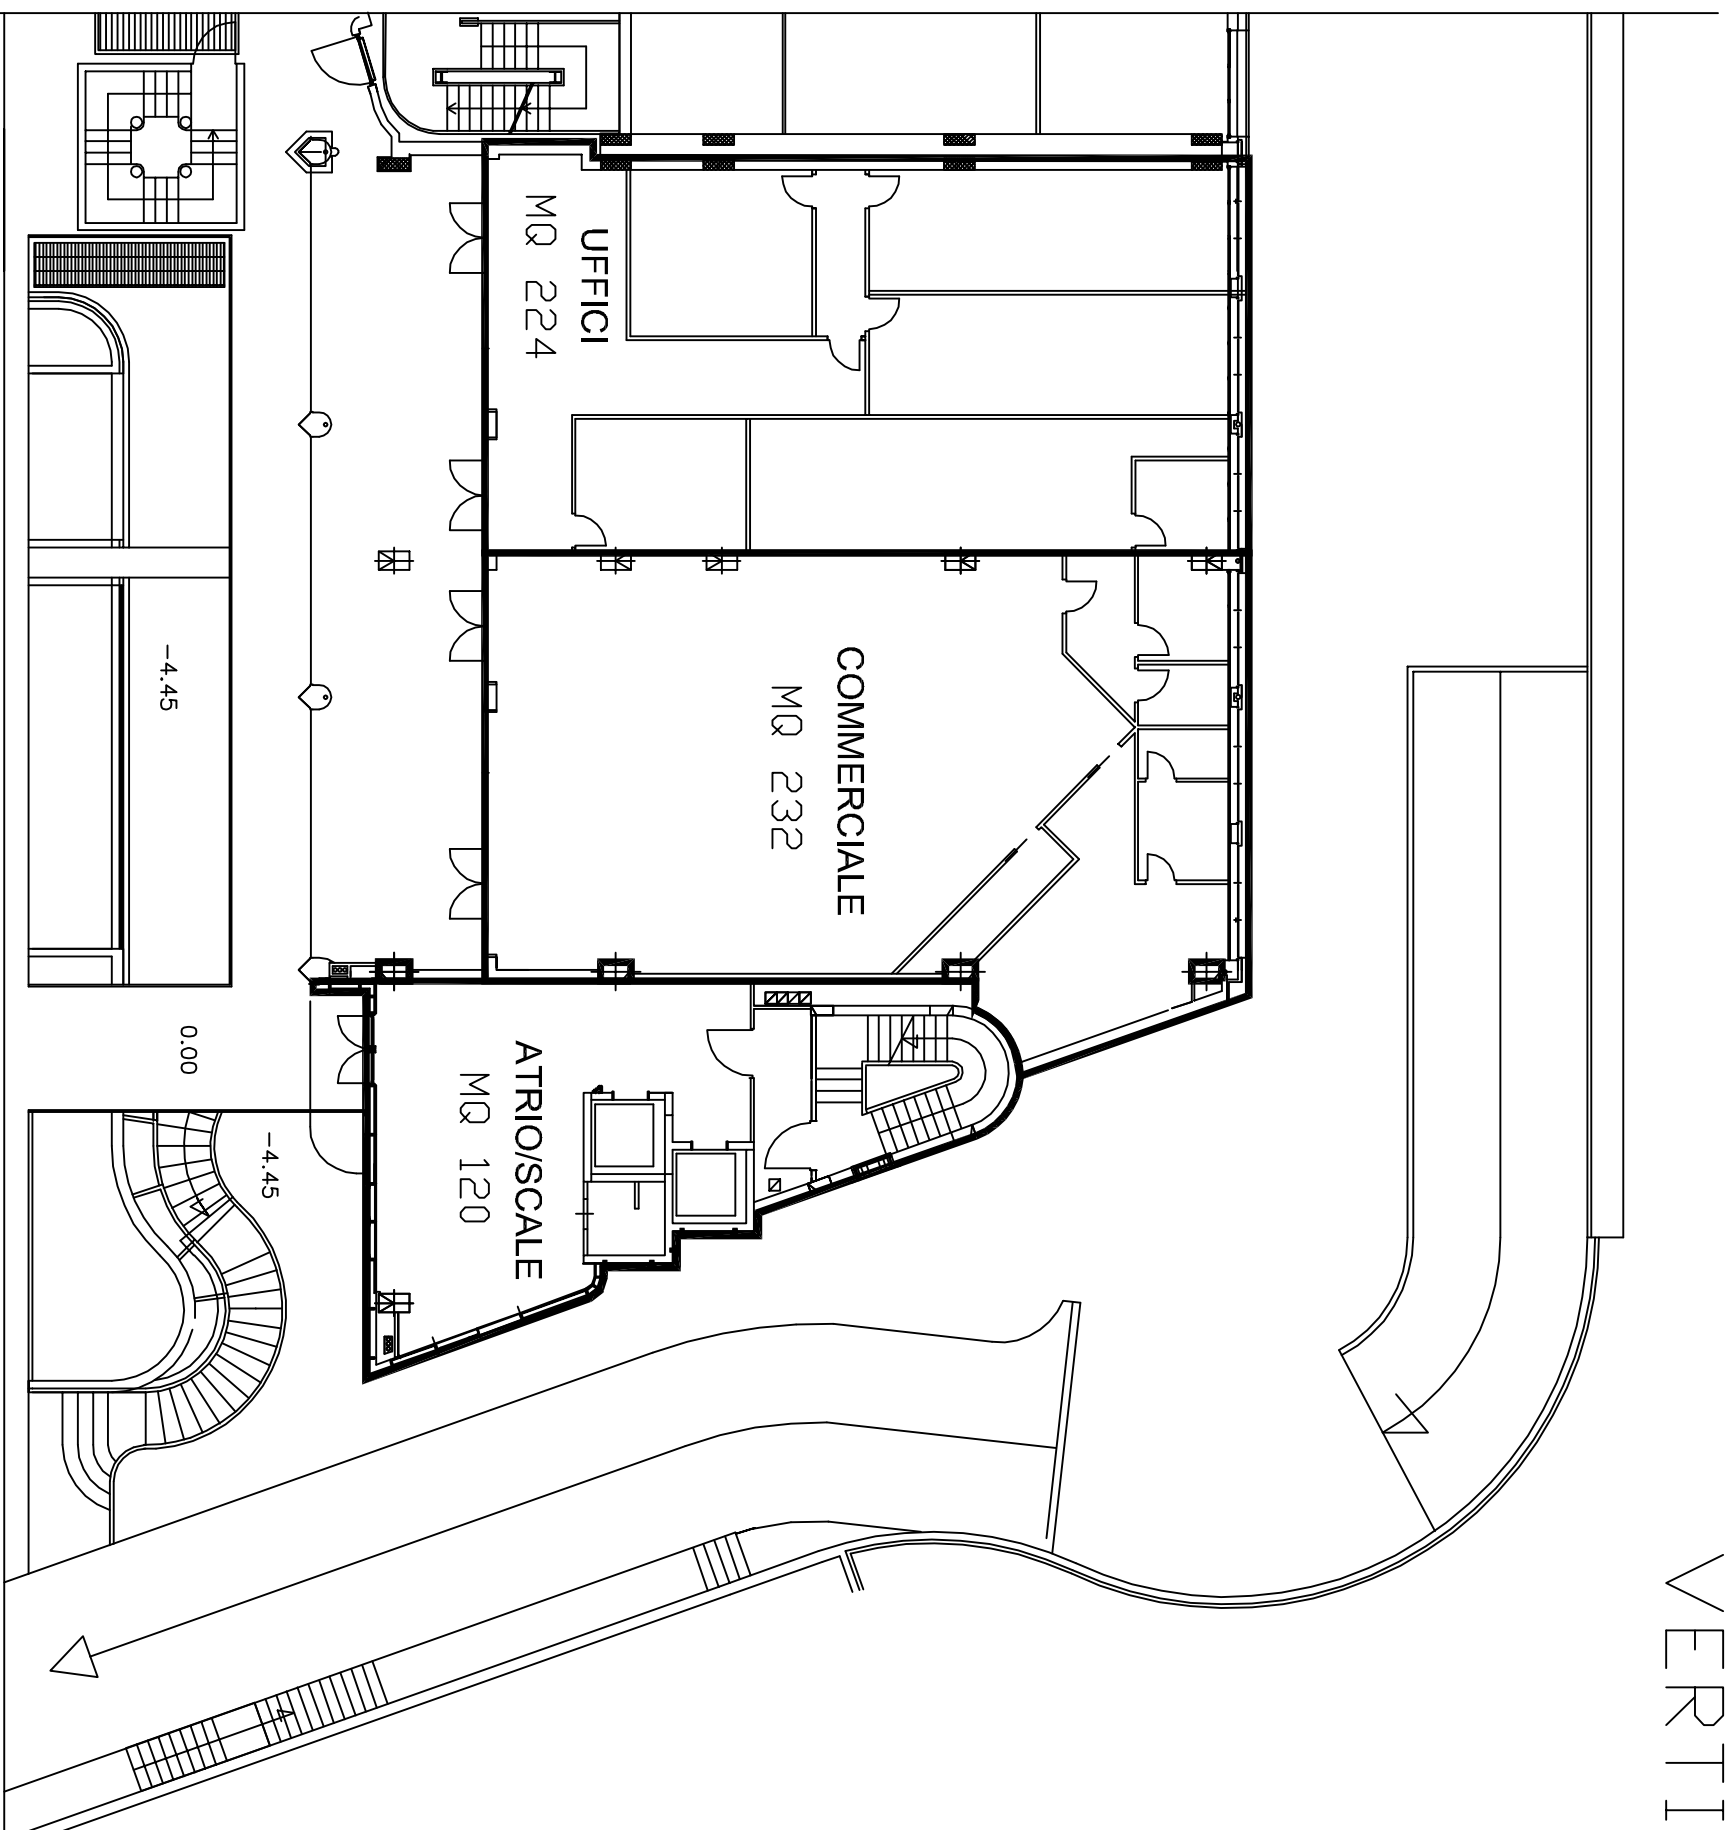 UFFICI
MQ 224
COMMERCIALE
MQ 232
ATRIO/SCALE
MQ 120
-4.45
0.00
-4.45
VERTI